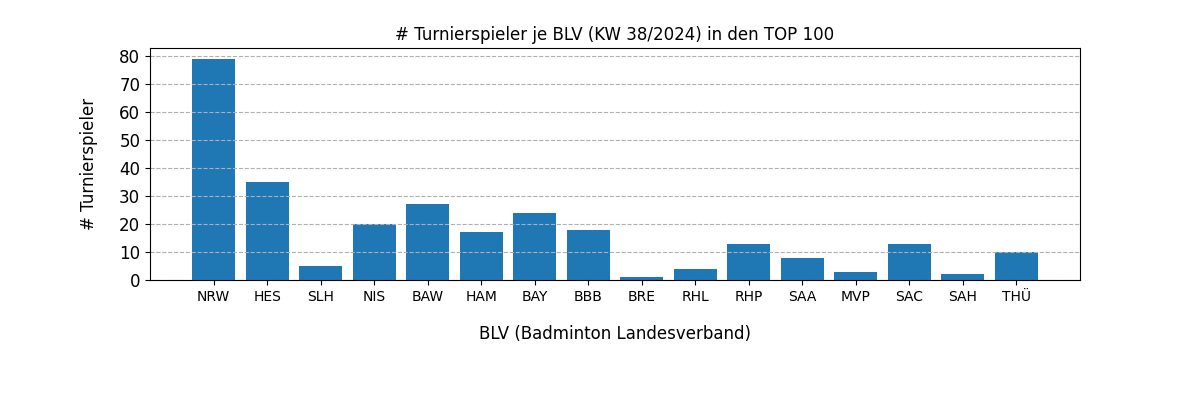 # Turnierspieler je BLV (KW 38/2024) in den TOP 100
# Turnierspieler
80
70
60
50
40
30
20
10
0
NRW HES SLH NIS BAW HAM BAY BBB BRE RHL RHP SAA MVP SAC SAH THÜ
BLV (Badminton Landesverband)